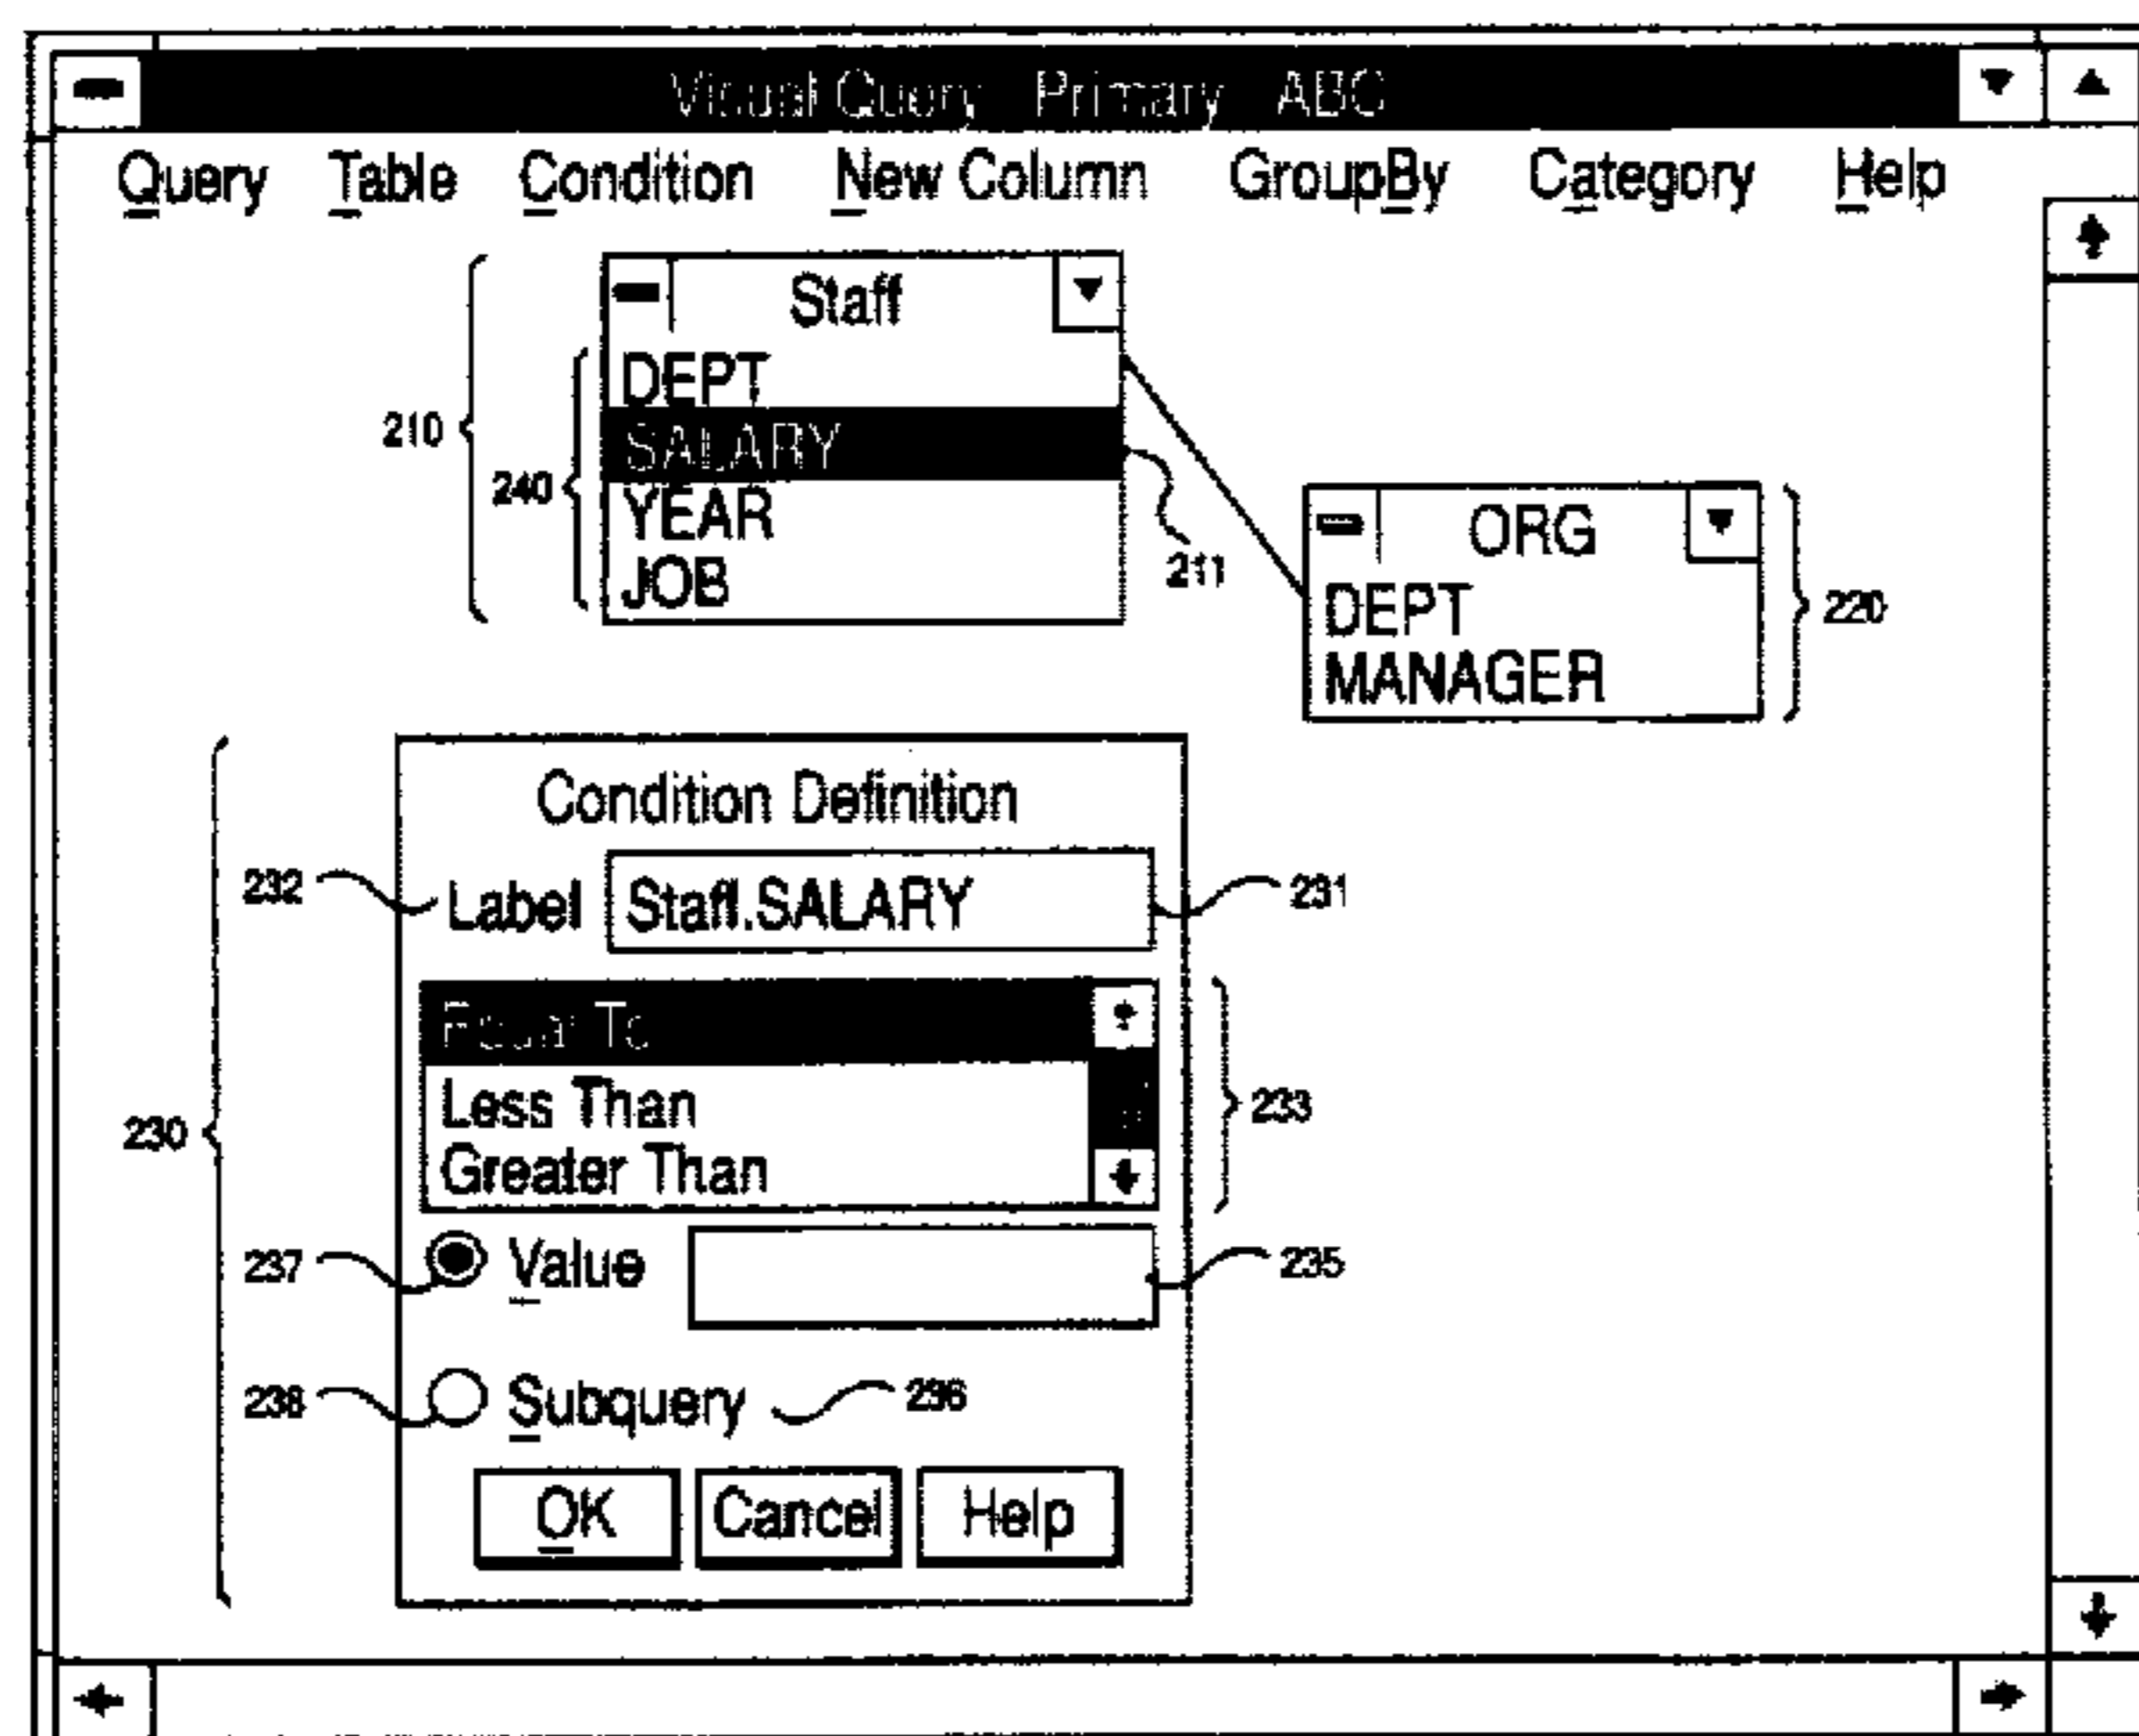 Visual Query Primary ABC
Query Table Condition New Column GroupBy Category Help
Staff
DEPT
210
SALARY
240
YEAR
211
JOB
ORG
DEPT
220
MANAGER
Condition Definition
232 Label Staff.SALARY 231
Equal To
Less Than
233
230
Greater Than
237 Value 235
238 Subquery 236
OK Cancel Help